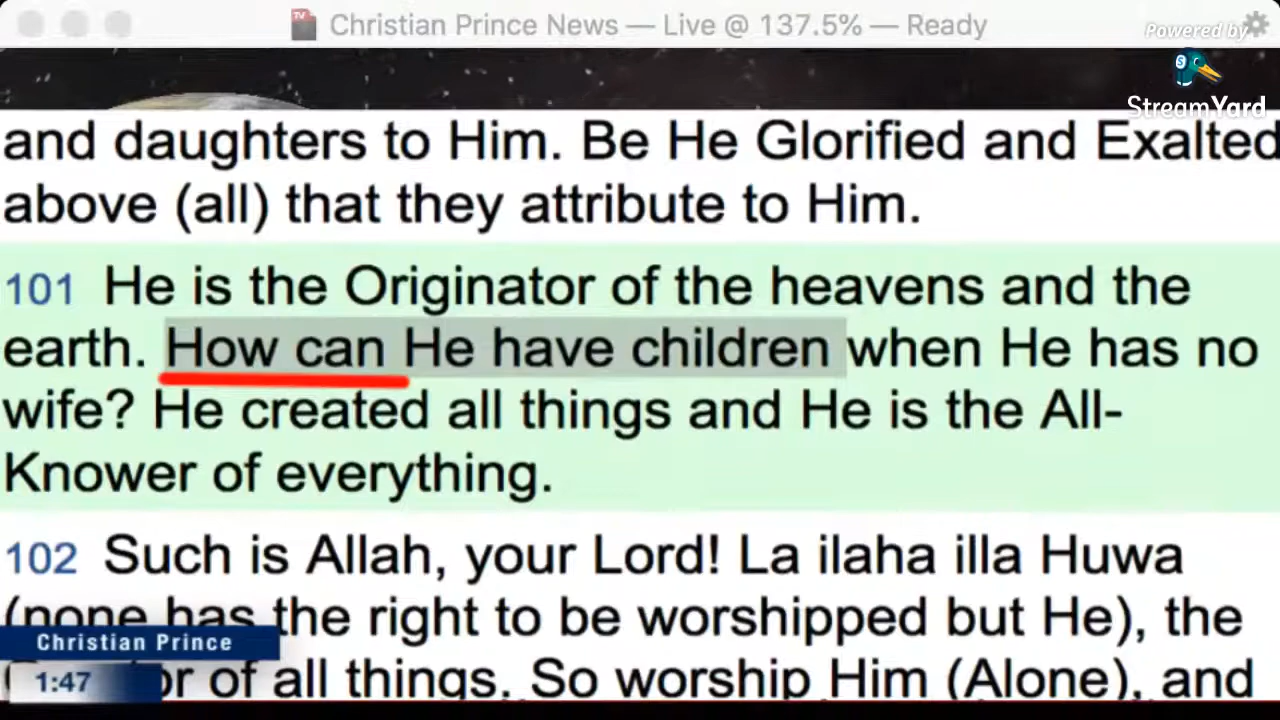 TV
Christian Prince News — Live @ 137.5% — Ready
Powered by
S
StreamYard
and daughters to Him. Be He Glorified and Exalted
above (all) that they attribute to Him.
101 He is the Originator of the heavens and the
earth. How can He have children when He has no
wife? He created all things and He is the All-
Knower of everything.
102 Such is Allah, your Lord! La ilaha illa Huwa
(none has the right to be worshipped but He), the
or of all things. So worship Him (Alone), and
Christian Prince
1:47